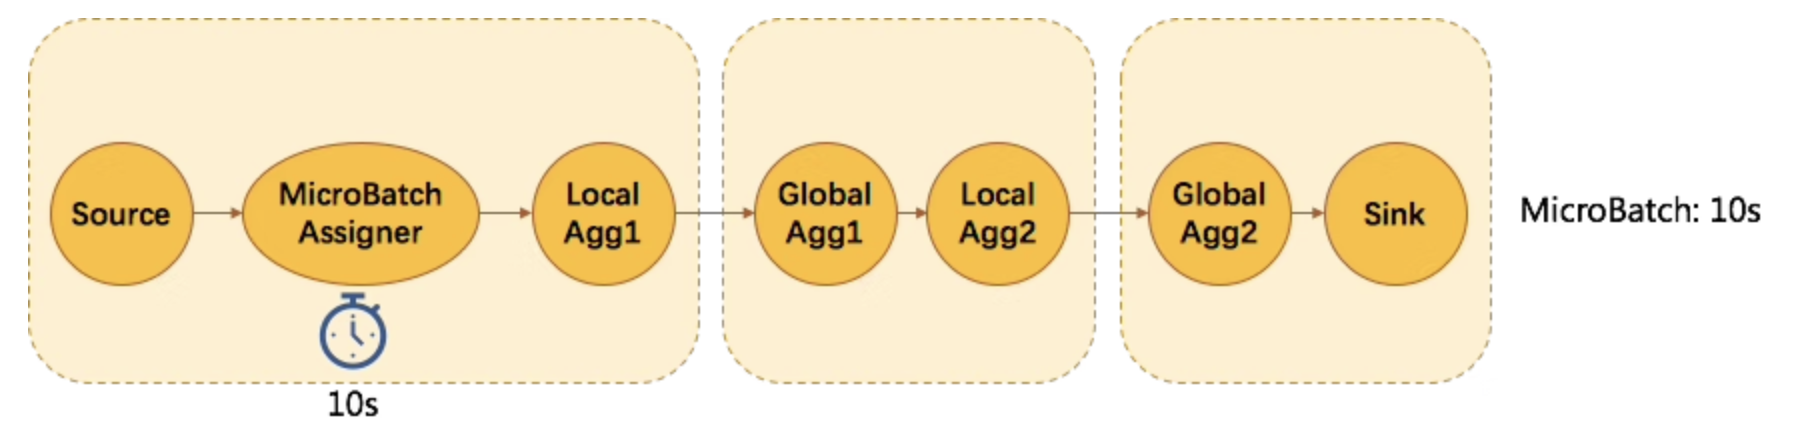 Source
MicroBatch
Assigner
Local
Agg1
Global
Agg1
Local
Agg2
Global
Agg2
Sink
MicroBatch: 10s
10s